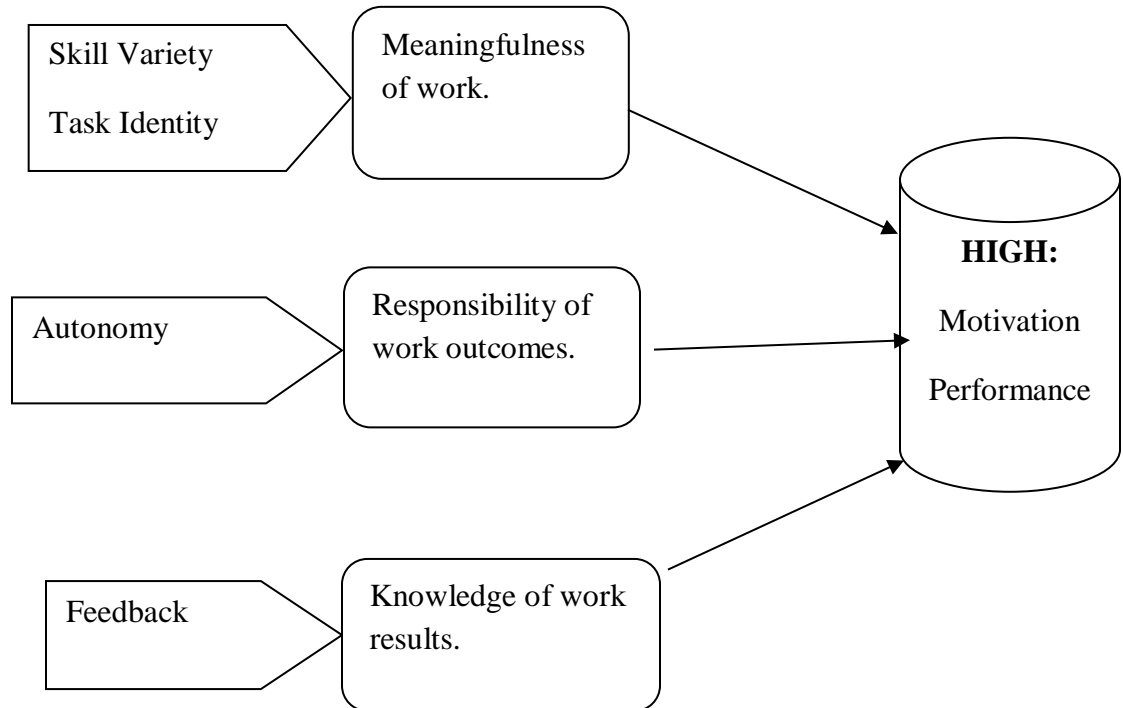 Skill Variety
Task Identity
Meaningfulness
of work.
Autonomy
Responsibility of
work outcomes.
Feedback
Knowledge of work
results.
HIGH:
Motivation
Performance